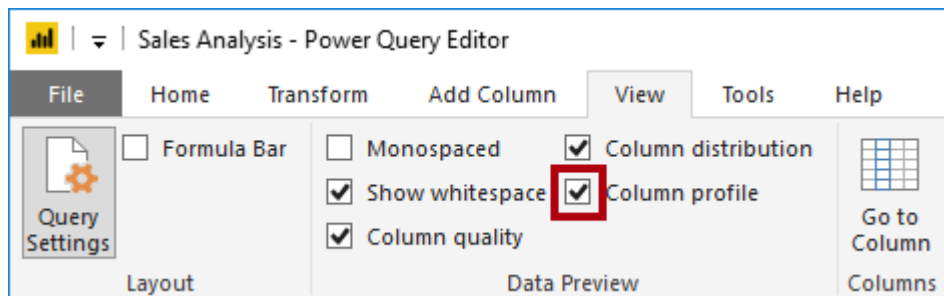 Sales Analysis - Power Query Editor
File Home Transform Add Column View Tools Help
Formula Bar
Query
Settings
Layout
Monospaced
Show whitespace
Column quality
Column distribution
Column profile
Data Preview
Go to
Column
Columns